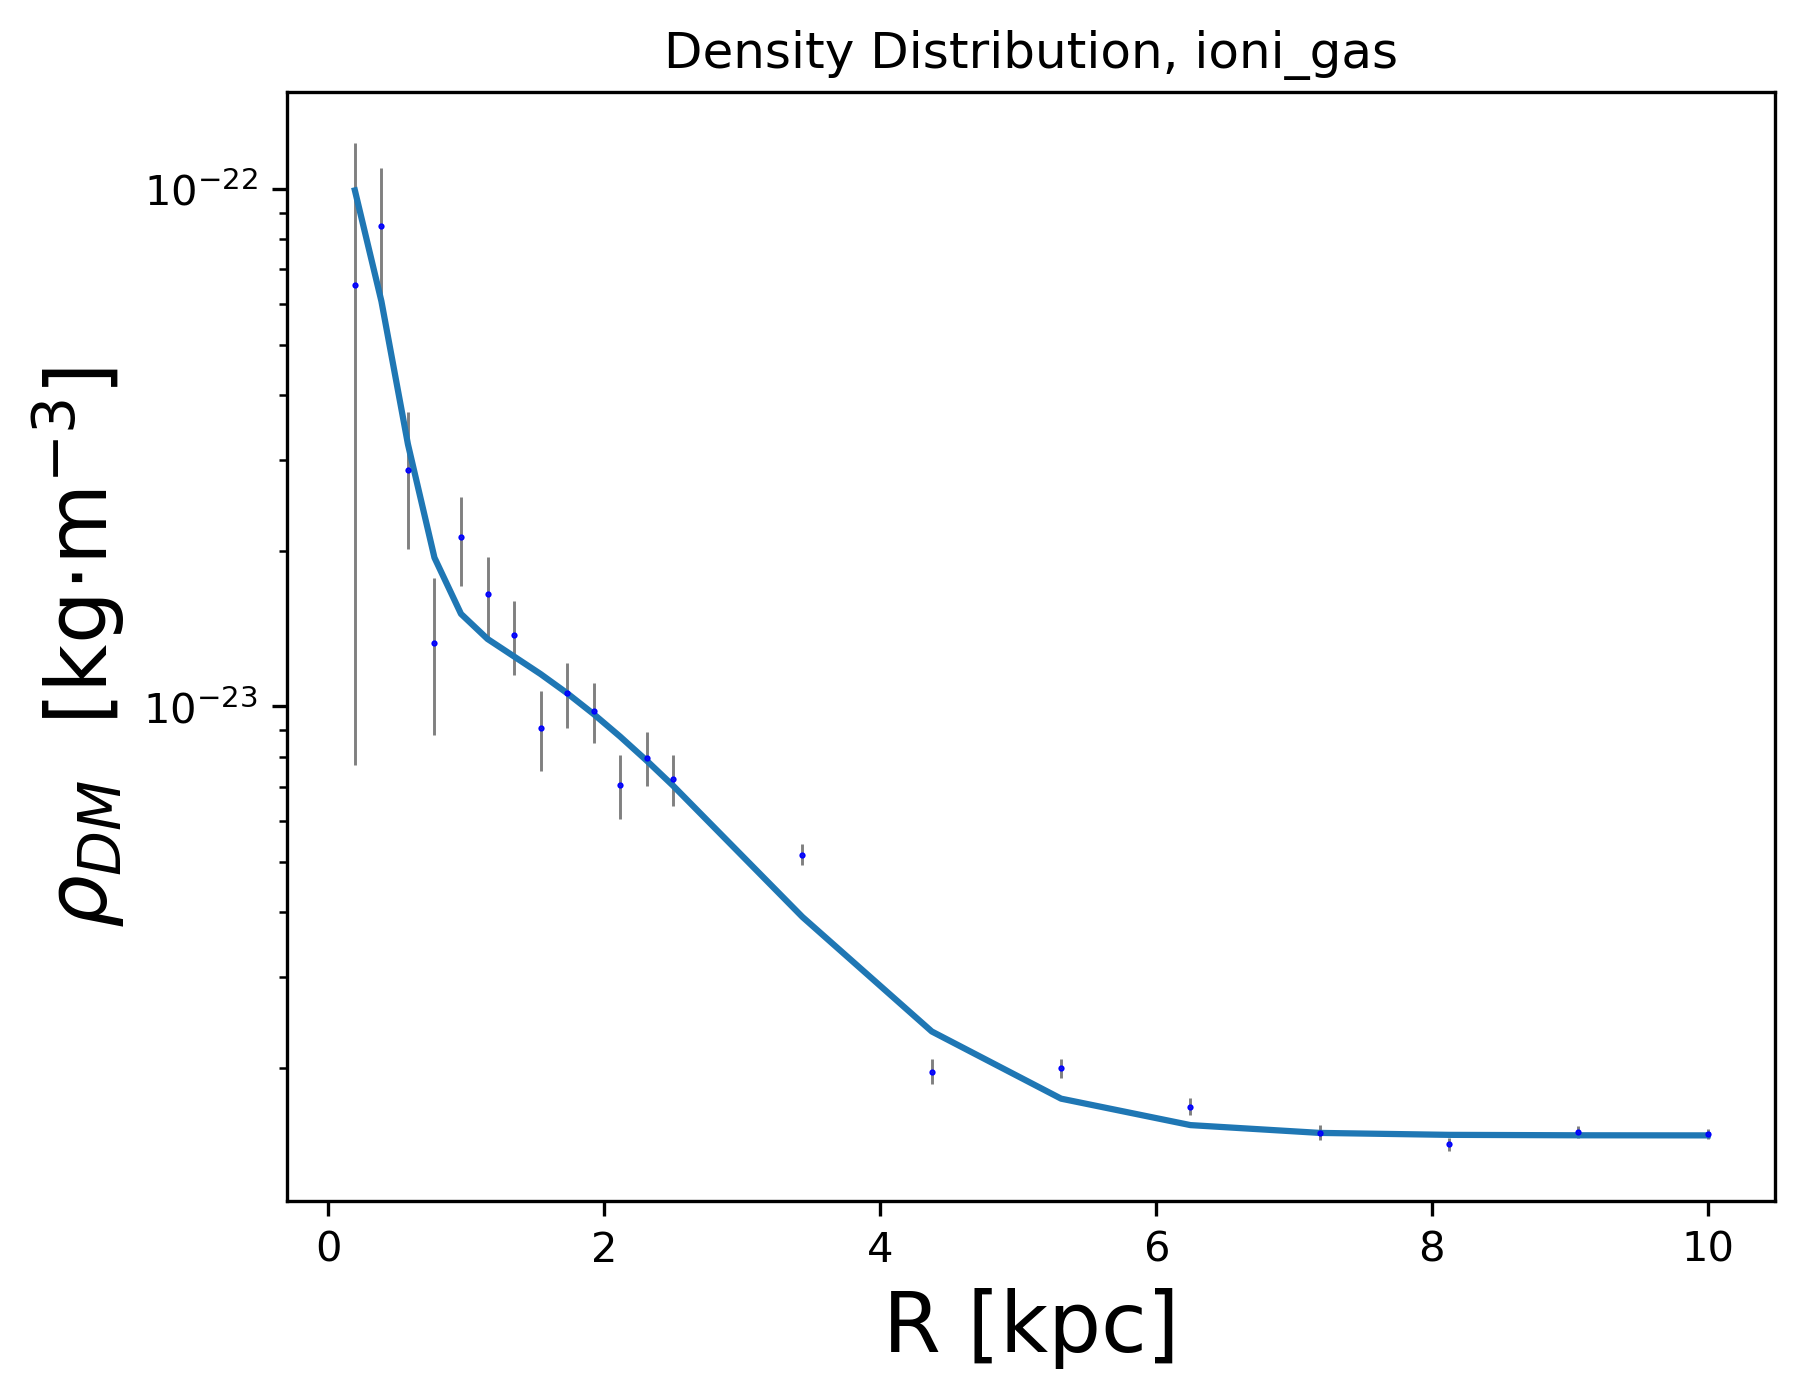 Density Distribution, ioni_gas
ρ_DM [kg·m⁻³]
10⁻²²
10⁻²³
0 2 4 6 8 10
R [kpc]